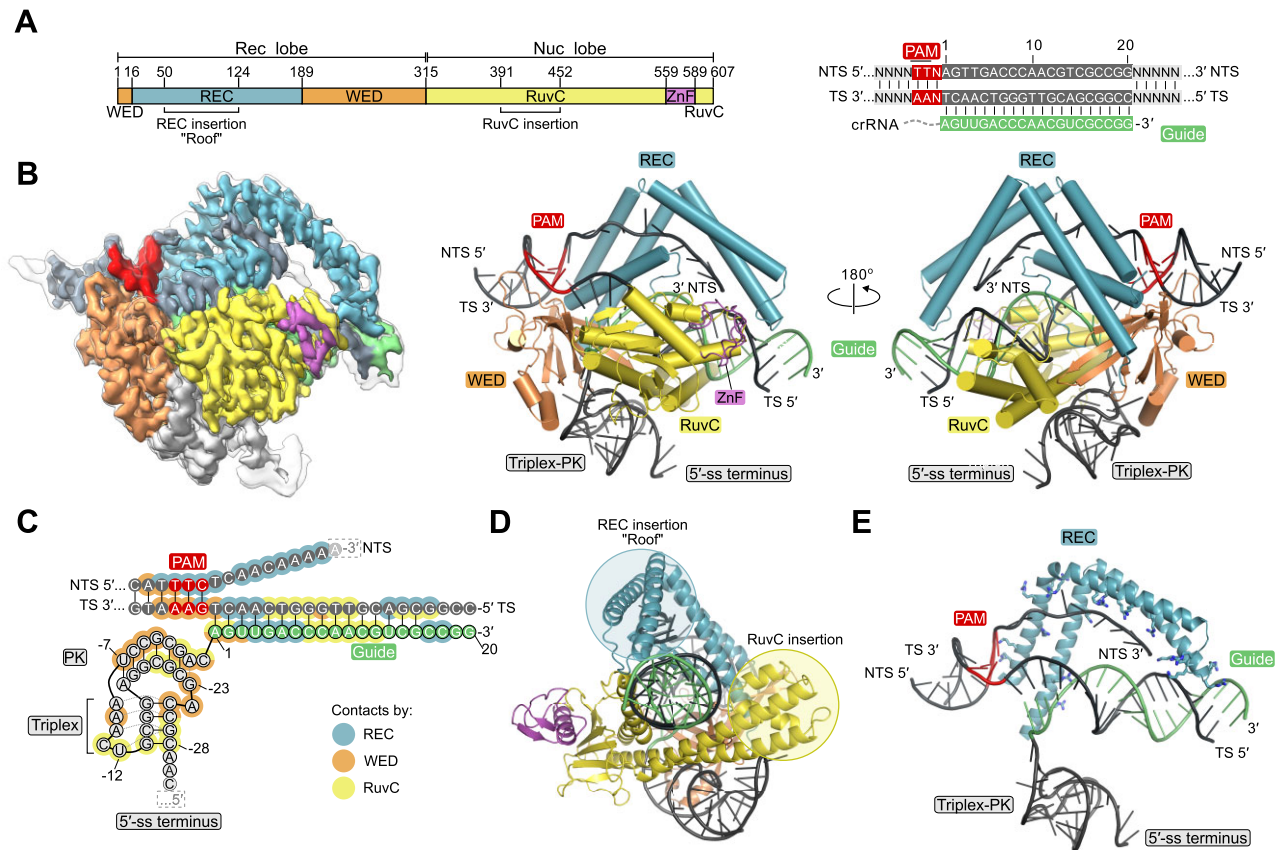 A
Rec lobe
Nuc lobe
1 16 50 124 189 315 391 452 559 589 607
REC WED RuvC ZnF
WED
REC insertion
"Roof"
RuvC insertion
RuvC
PAM
1 10 20
NTS 5′...NNNNTTNAGTTGACCCAACGTCGCCGGNNNNN...3′ NTS
TS 3′...NNNNAANTCAACTGGGTTGCAGCGGCCNNNNN...5′ TS
crRNA AGUUGACCCAACGUCGCCGG-3′
Guide
B
REC
PAM
NTS 5′
TS 3′
3′ NTS
WED
RuvC
ZnF
3′
TS 5′
Triplex-PK
5′-ss terminus
180°
Guide
REC
PAM
NTS 5′
TS 3′
3′ NTS
3′
TS 5′
WED
RuvC
5′-ss terminus
Triplex-PK
C
PAM
NTS 5′...CATTTCTCAACAAAAA-3′ NTS
TS 3′...GTAAAGTCAACTGGGTTGCAGCGGCC-5′ TS
AGUUGACCCAACGUCGCCGG-3′
1
Guide
20
-7
PK
-23
Triplex
-12
-28
...5′
5′-ss terminus
Contacts by:
REC
WED
RuvC
D
REC insertion
"Roof"
RuvC insertion
E
REC
PAM
TS 3′
NTS 5′
NTS 3′
Guide
3′
TS 5′
Triplex-PK
5′-ss terminus